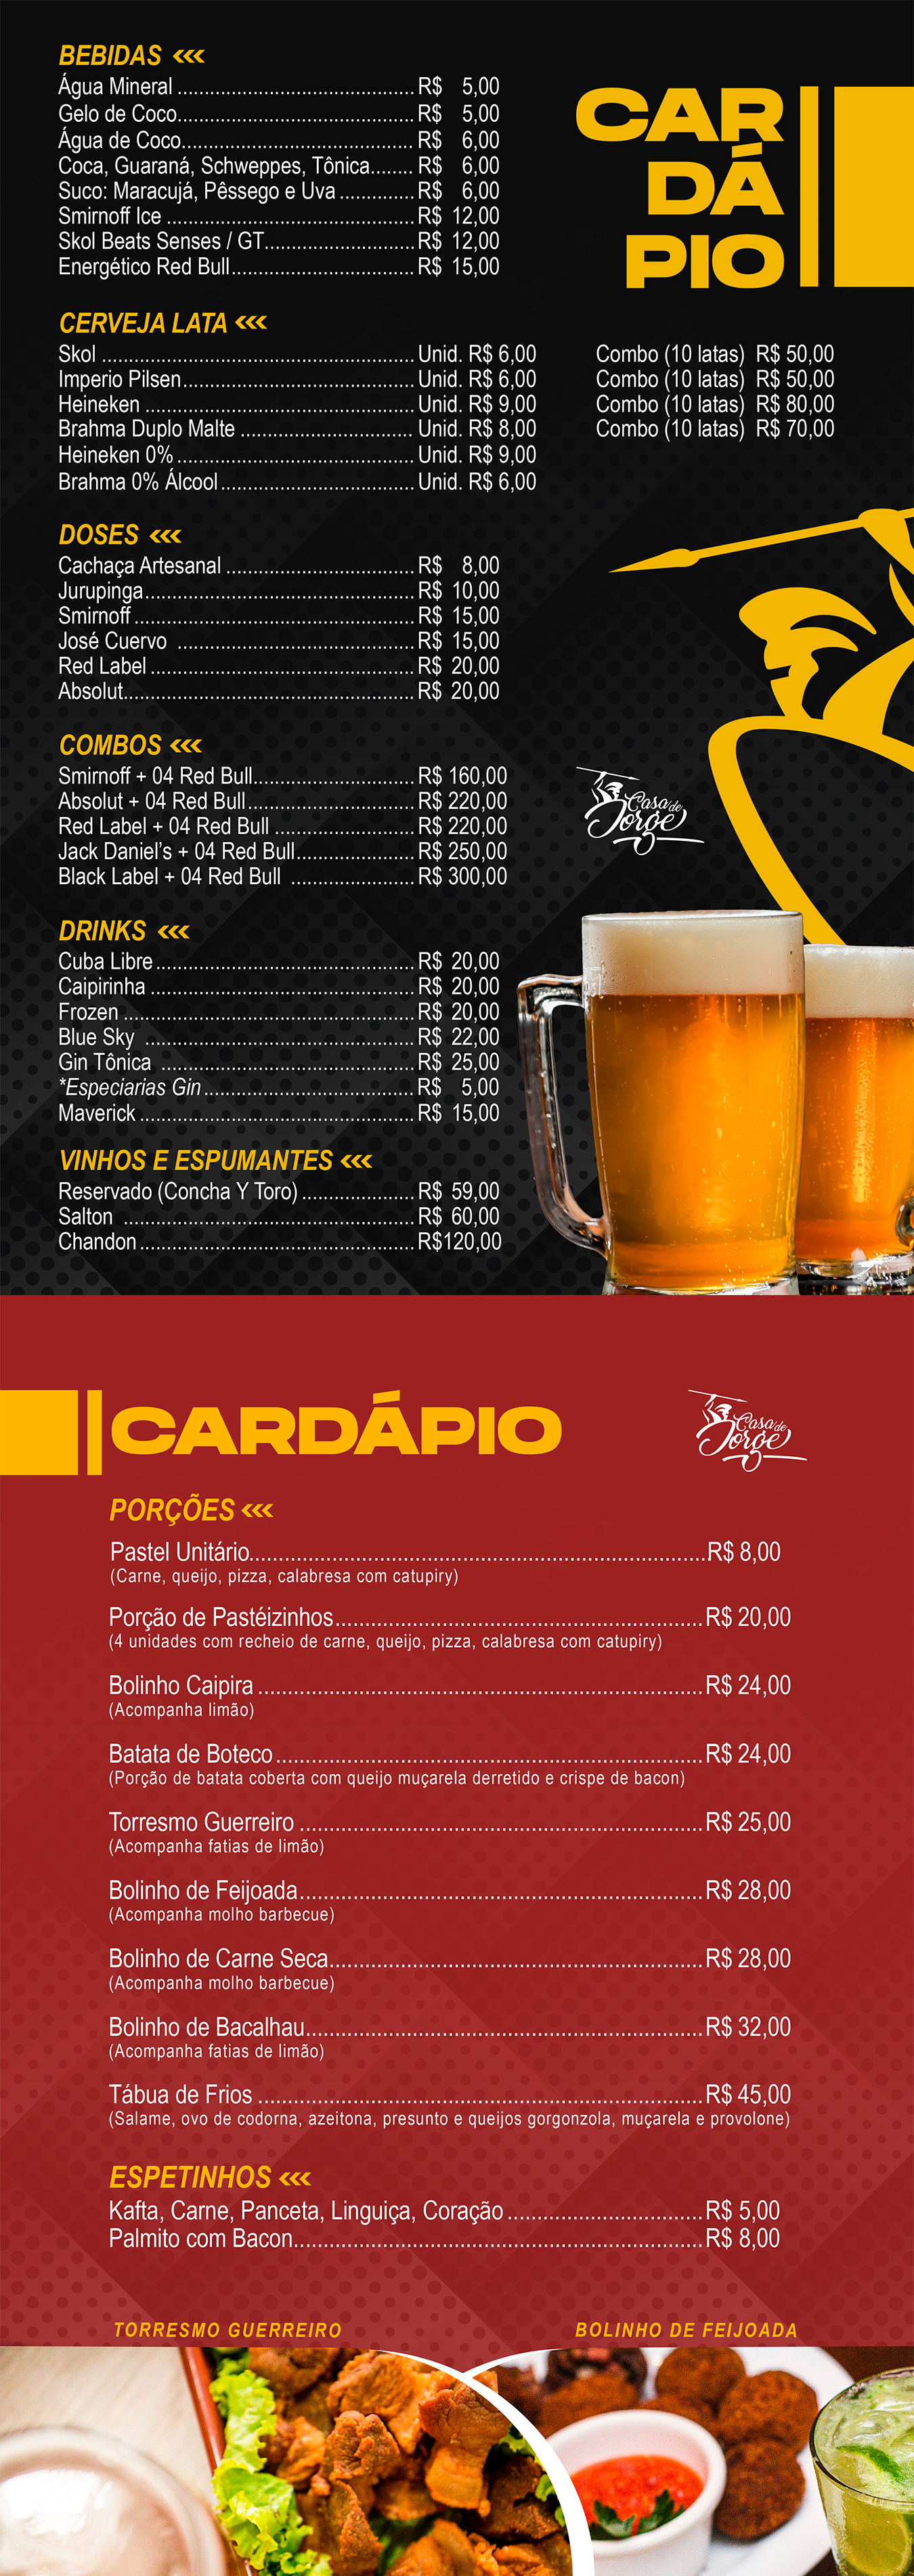 BEBIDAS
Água Mineral ............................................ R$ 5,00
Gelo de Coco............................................ R$ 5,00
Água de Coco........................................... R$ 6,00
Coca, Guaraná, Schweppes, Tônica........ R$ 6,00
Suco: Maracujá, Pêssego e Uva .............. R$ 6,00
Smirnoff Ice .............................................. R$ 12,00
Skol Beats Senses / GT............................ R$ 12,00
Energético Red Bull.................................. R$ 15,00
CAR
DÁ
PIO
CERVEJA LATA
Skol .......................................................... Unid. R$ 6,00 Combo (10 latas) R$ 50,00
Imperio Pilsen........................................... Unid. R$ 6,00 Combo (10 latas) R$ 50,00
Heineken .................................................. Unid. R$ 9,00 Combo (10 latas) R$ 80,00
Brahma Duplo Malte ................................ Unid. R$ 8,00 Combo (10 latas) R$ 70,00
Heineken 0% ............................................ Unid. R$ 9,00
Brahma 0% Álcool .................................... Unid. R$ 6,00
DOSES
Cachaça Artesanal ................................... R$ 8,00
Jurupinga.................................................. R$ 10,00
Smirnoff .................................................... R$ 15,00
José Cuervo ............................................ R$ 15,00
Red Label ................................................. R$ 20,00
Absolut...................................................... R$ 20,00
COMBOS
Smirnoff + 04 Red Bull.............................. R$ 160,00
Absolut + 04 Red Bull............................... R$ 220,00
Red Label + 04 Red Bull .......................... R$ 220,00
Jack Daniel’s + 04 Red Bull...................... R$ 250,00
Black Label + 04 Red Bull ....................... R$ 300,00
Casa de
Jorge
DRINKS
Cuba Libre ................................................ R$ 20,00
Caipirinha ................................................. R$ 20,00
Frozen ...................................................... R$ 20,00
Blue Sky .................................................. R$ 22,00
Gin Tônica ............................................... R$ 25,00
*Especiarias Gin ....................................... R$ 5,00
Maverick ................................................... R$ 15,00
VINHOS E ESPUMANTES
Reservado (Concha Y Toro) ..................... R$ 59,00
Salton ...................................................... R$ 60,00
Chandon ................................................... R$120,00
CARDÁPIO
Casa de
Jorge
PORÇÕES
Pastel Unitário..............................................................................R$ 8,00
(Carne, queijo, pizza, calabresa com catupiry)
Porção de Pastéizinhos............................................................... R$ 20,00
(4 unidades com recheio de carne, queijo, pizza, calabresa com catupiry)
Bolinho Caipira ............................................................................ R$ 24,00
(Acompanha limão)
Batata de Boteco ......................................................................... R$ 24,00
(Porção de batata coberta com queijo muçarela derretido e crispe de bacon)
Torresmo Guerreiro ..................................................................... R$ 25,00
(Acompanha fatias de limão)
Bolinho de Feijoada..................................................................... R$ 28,00
(Acompanha molho barbecue)
Bolinho de Carne Seca................................................................ R$ 28,00
(Acompanha molho barbecue)
Bolinho de Bacalhau.................................................................... R$ 32,00
(Acompanha fatias de limão)
Tábua de Frios ............................................................................ R$ 45,00
(Salame, ovo de codorna, azeitona, presunto e queijos gorgonzola, muçarela e provolone)
ESPETINHOS
Kafta, Carne, Panceta, Linguiça, Coração ................................. R$ 5,00
Palmito com Bacon...................................................................... R$ 8,00
TORRESMO GUERREIRO BOLINHO DE FEIJOADA